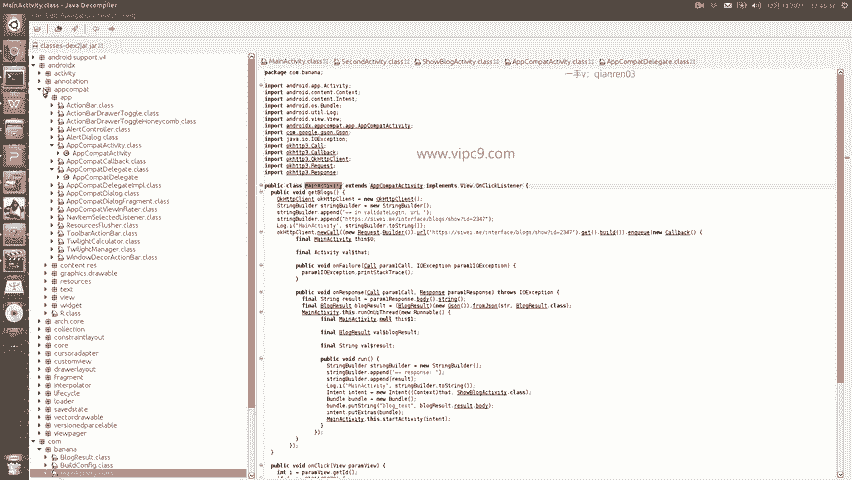 MainActivity.class - Java Decompiler
classes-dex2jar.jar
android.support.v4
androidx
activity
annotation
appcompat
app
ActionBar.class
ActionBarDrawerToggle.class
ActionBarDrawerToggleHoneycomb.class
AlertController.class
AlertDialog.class
AppCompatActivity.class
AppCompatActivity
AppCompatCallback.class
AppCompatDelegate.class
AppCompatDelegate
AppCompatDelegateImpl.class
AppCompatDialog.class
AppCompatDialogFragment.class
AppCompatViewInflater.class
NavItemSelectedListener.class
ResourcesFlusher.class
ToolbarActionBar.class
TwilightCalculator.class
TwilightManager.class
WindowDecorActionBar.class
content.res
graphics.drawable
resources
text
view
widget
R.class
arch.core
collection
constraintlayout
core
cursoradapter
customview
drawerlayout
fragment
interpolator
lifecycle
loader
savedstate
vectordrawable
versionedparcelable
viewpager
com
banana
BlogResult.class
BuildConfig.class
MainActivity.class SecondActivity.class ShowBlogActivity.class AppCompatActivity.class AppCompatDelegate.class
一手v：qianren03
www.vipc9.com
package com.banana;
import android.app.Activity;
import android.content.Context;
import android.content.Intent;
import android.os.Bundle;
import android.util.Log;
import android.view.View;
import androidx.appcompat.app.AppCompatActivity;
import com.google.gson.Gson;
import java.io.IOException;
import okhttp3.Call;
import okhttp3.Callback;
import okhttp3.OkHttpClient;
import okhttp3.Request;
import okhttp3.Response;
public class MainActivity extends AppCompatActivity implements View.OnClickListener {
public void getBlogs() {
OkHttpClient okHttpClient = new OkHttpClient();
StringBuilder stringBuilder = new StringBuilder();
stringBuilder.append("== in validateLogin, url ");
stringBuilder.append("https://siwei.me/interface/blogs/show?id=2347");
Log.i("MainActivity", stringBuilder.toString());
okHttpClient.newCall((new Request.Builder()).url("https://siwei.me/interface/blogs/show?id=2347").get().build()).enqueue(new Callback() {
final MainActivity this$0;
final Activity val$that;
public void onFailure(Call param1Call, IOException param1IOException) {
param1IOException.printStackTrace();
}
public void onResponse(Call param1Call, Response param1Response) throws IOException {
final String result = param1Response.body().string();
final BlogResult blogResult = (BlogResult)(new Gson()).fromJson(str, BlogResult.class);
MainActivity.this.runOnUiThread(new Runnable() {
final MainActivity null this$1;
final BlogResult val$blogResult;
final String val$result;
public void run() {
StringBuilder stringBuilder = new StringBuilder();
stringBuilder.append("== response: ");
stringBuilder.append(result);
Log.i("MainActivity", stringBuilder.toString());
Intent intent = new Intent((Context)that, ShowBlogActivity.class);
Bundle bundle = new Bundle();
bundle.putString("blog_text", blogResult.result.body);
intent.putExtras(bundle);
MainActivity.this.startActivity(intent);
}
});
}
});
}
public void onClick(View paramView) {
int i = paramView.getId();